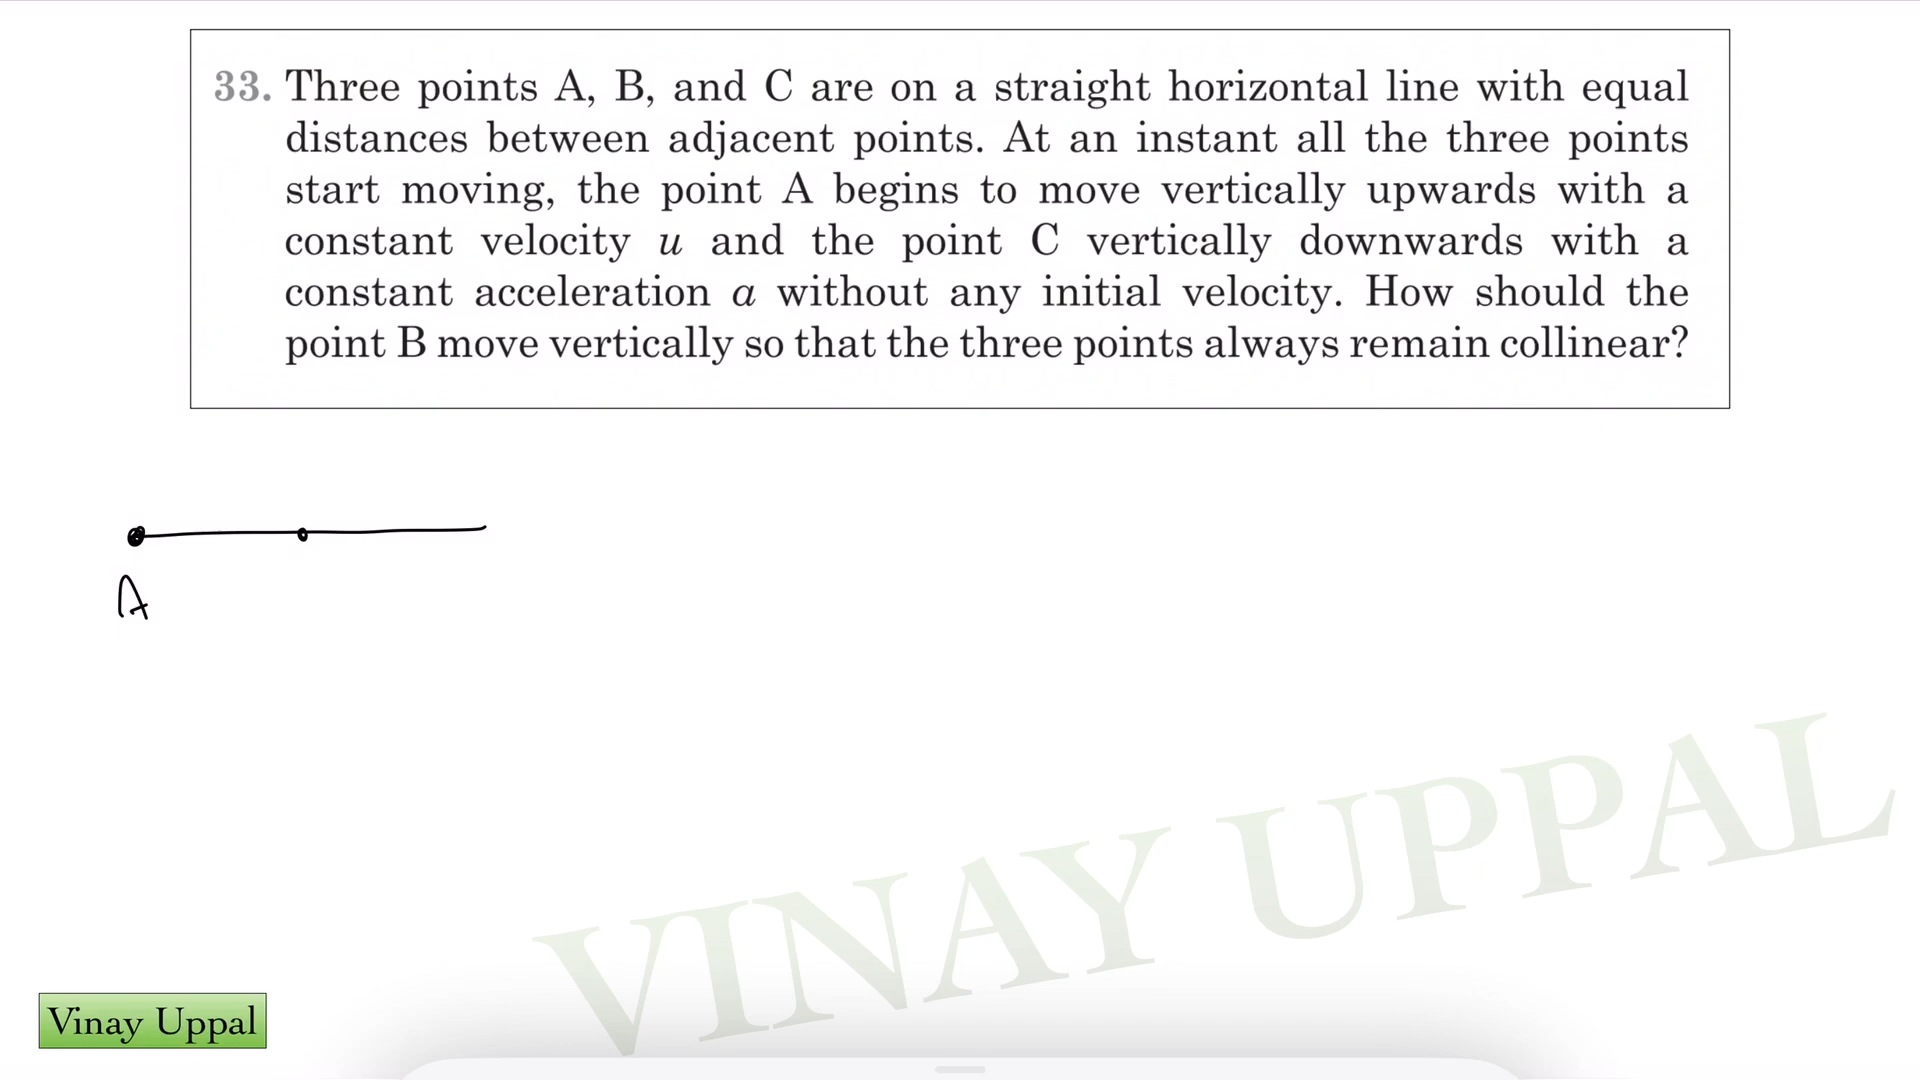 33. Three points A, B, and C are on a straight horizontal line with equal
distances between adjacent points. At an instant all the three points
start moving, the point A begins to move vertically upwards with a
constant velocity u and the point C vertically downwards with a
constant acceleration a without any initial velocity. How should the
point B move vertically so that the three points always remain collinear?
A
VINAY UPPAL
Vinay Uppal